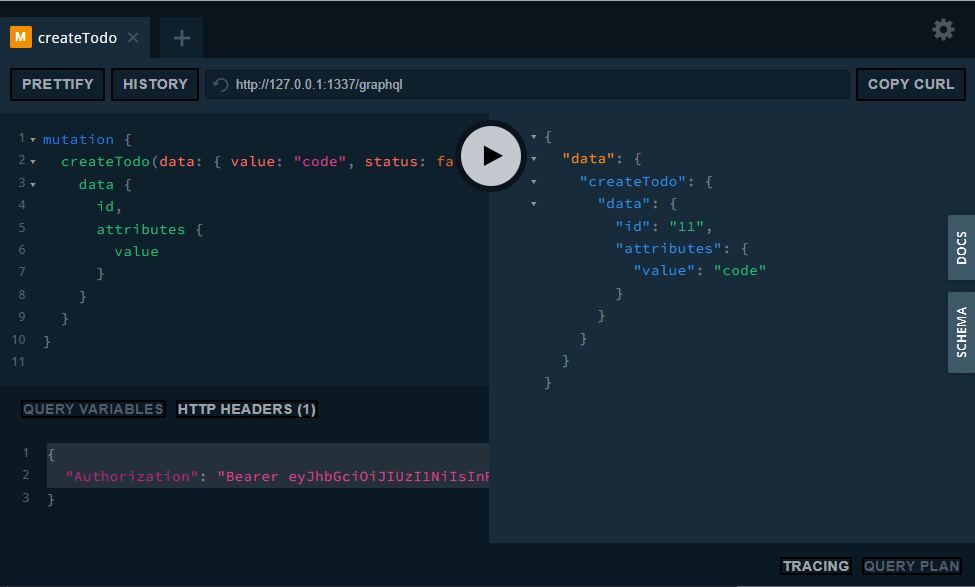 M createTodo
PRETTIFY HISTORY http://127.0.0.1:1337/graphql COPY CURL
1 mutation {
2 createTodo(data: { value: "code", status: fa
3 data {
4 id,
5 attributes {
6 value
7 }
8 }
9 }
10 }
11
{
"data": {
"createTodo": {
"data": {
"id": "11",
"attributes": {
"value": "code"
}
}
}
}
}
DOCS
SCHEMA
QUERY VARIABLES HTTP HEADERS (1)
1 {
2 "Authorization": "Bearer eyJhbGciOiJIUzI1NiIsInR
3 }
TRACING QUERY PLAN